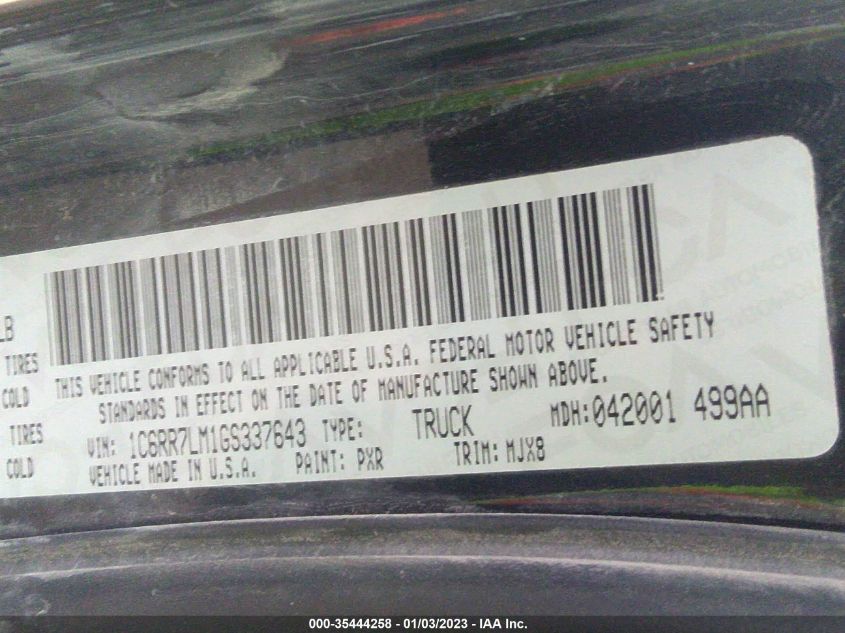 LB
TIRES
COLD
TIRES
COLD
THIS VEHICLE CONFORMS TO ALL APPLICABLE U.S.A. FEDERAL MOTOR VEHICLE SAFETY
STANDARDS IN EFFECT ON THE DATE OF MANUFACTURE SHOWN ABOVE.
VIN: 1C6RR7LM1GS337643 TYPE: TRUCK MDH:042001 499AA
VEHICLE MADE IN U.S.A. PAINT: PXR TRIM: MJX8
000-35444258 - 01/03/2023 - IAA Inc.